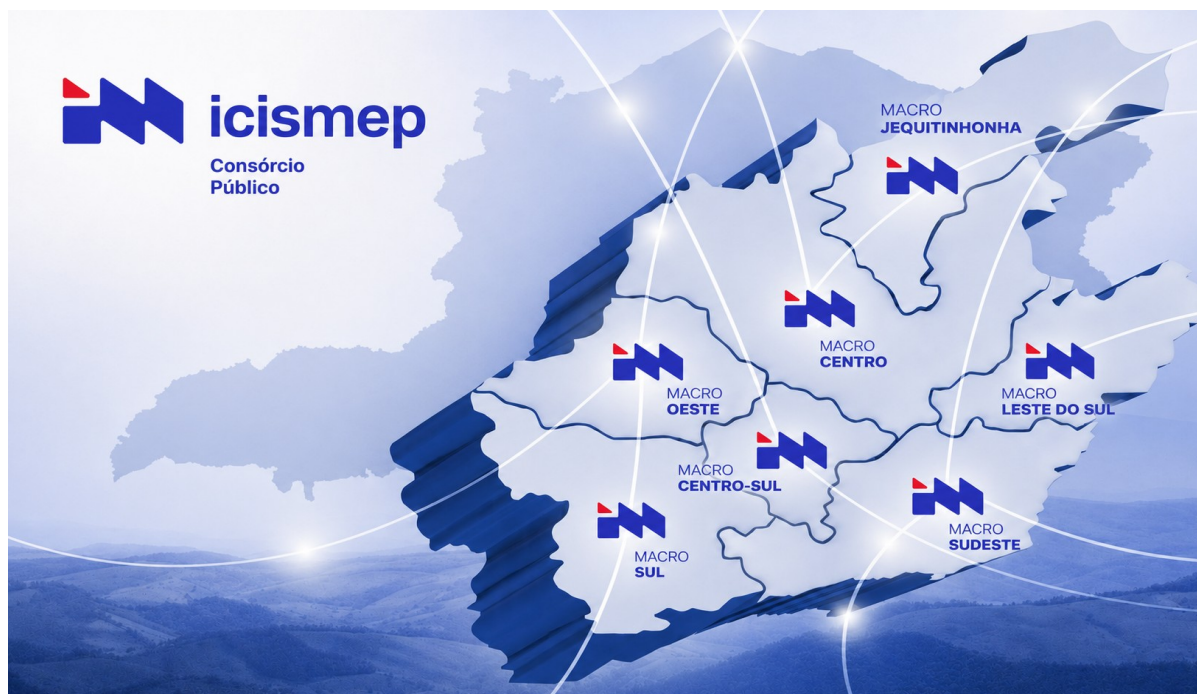 icismep
Consórcio
Público
MACRO
JEQUITINHONHA
MACRO
CENTRO
MACRO
OESTE
MACRO
LESTE DO SUL
MACRO
CENTRO-SUL
MACRO
SUDESTE
MACRO
SUL